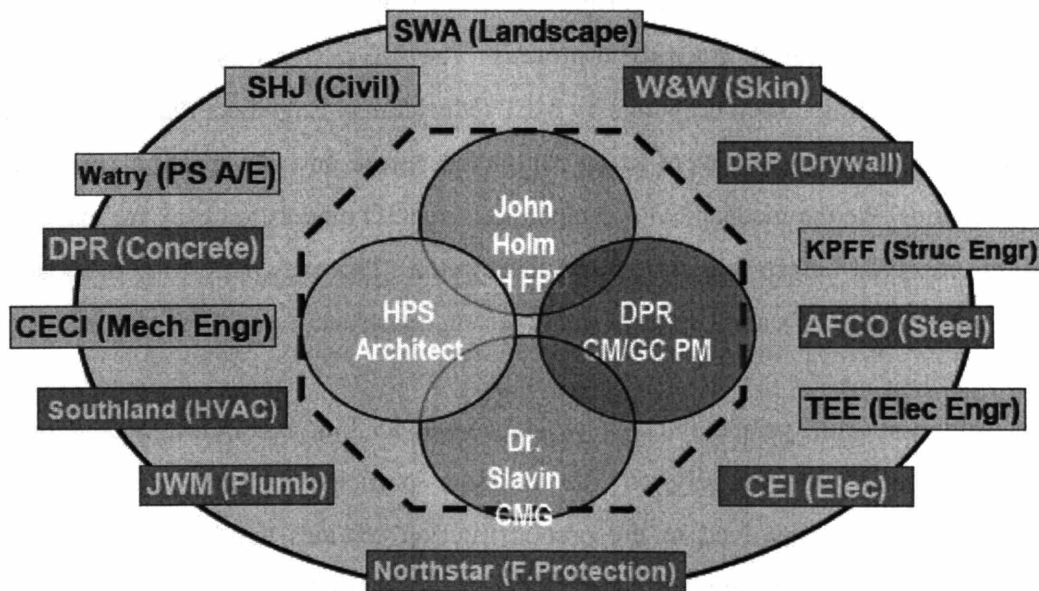 SWA (Landscape)
SHJ (Civil)
W&W (Skin)
DRP (Drywall)
Watry (PS A/E)
DPR (Concrete)
KPFF (Struc Engr)
CECI (Mech Engr)
AFCO (Steel)
Southland (HVAC)
TEE (Elec Engr)
JWM (Plumb)
CEI (Elec)
Northstar (F.Protection)
John
Holm
H FPD
HPS
Architect
DPR
CM/GC PM
Dr.
Slavin
CMG